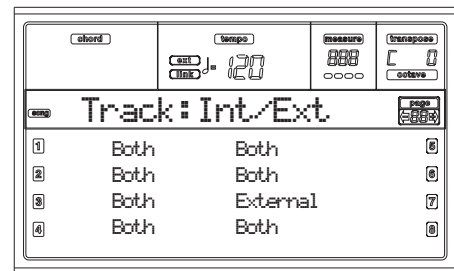 chord tempo measure transpose
ext link ♩= 120 888 C 0
octave
song Track:Int/Ext page 88
1 Both Both 5
2 Both Both 6
3 Both External 7
4 Both Both 8